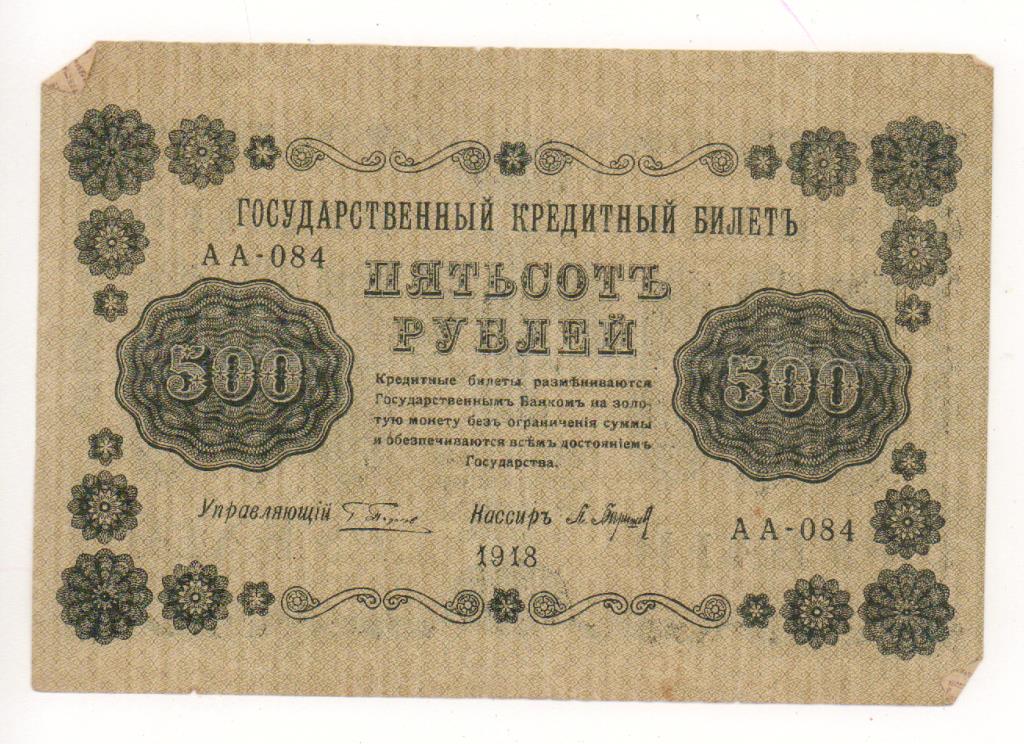 ГОСУДАРСТВЕННЫЙ КРЕДИТНЫЙ БИЛЕТЪ
АА-084
ПЯТЬСОТЪ
РУБЛЕЙ
500
500
Кредитные билеты размѣниваются
Государственнымъ Банкомъ на золо-
тую монету безъ ограниченія суммы
и обезпечиваются всѣмъ достояніемъ
Государства.
Управляющій
Кассиръ
АА-084
1918